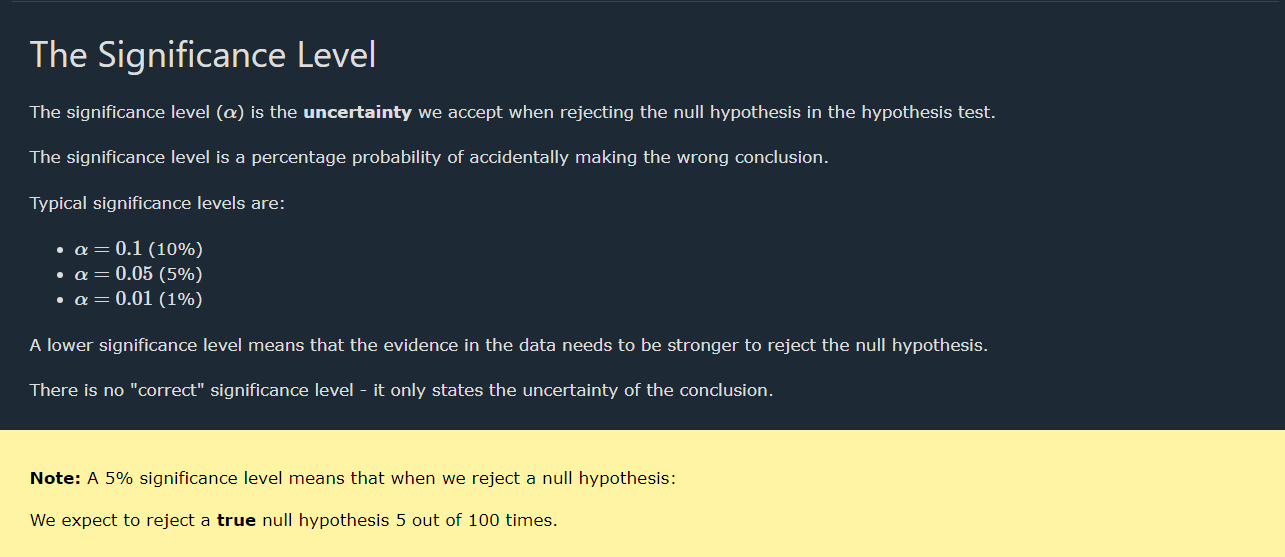 The Significance Level
The significance level (α) is the uncertainty we accept when rejecting the null hypothesis in the hypothesis test.
The significance level is a percentage probability of accidentally making the wrong conclusion.
Typical significance levels are:
• α = 0.1 (10%)
• α = 0.05 (5%)
• α = 0.01 (1%)
A lower significance level means that the evidence in the data needs to be stronger to reject the null hypothesis.
There is no "correct" significance level - it only states the uncertainty of the conclusion.
Note: A 5% significance level means that when we reject a null hypothesis:
We expect to reject a true null hypothesis 5 out of 100 times.